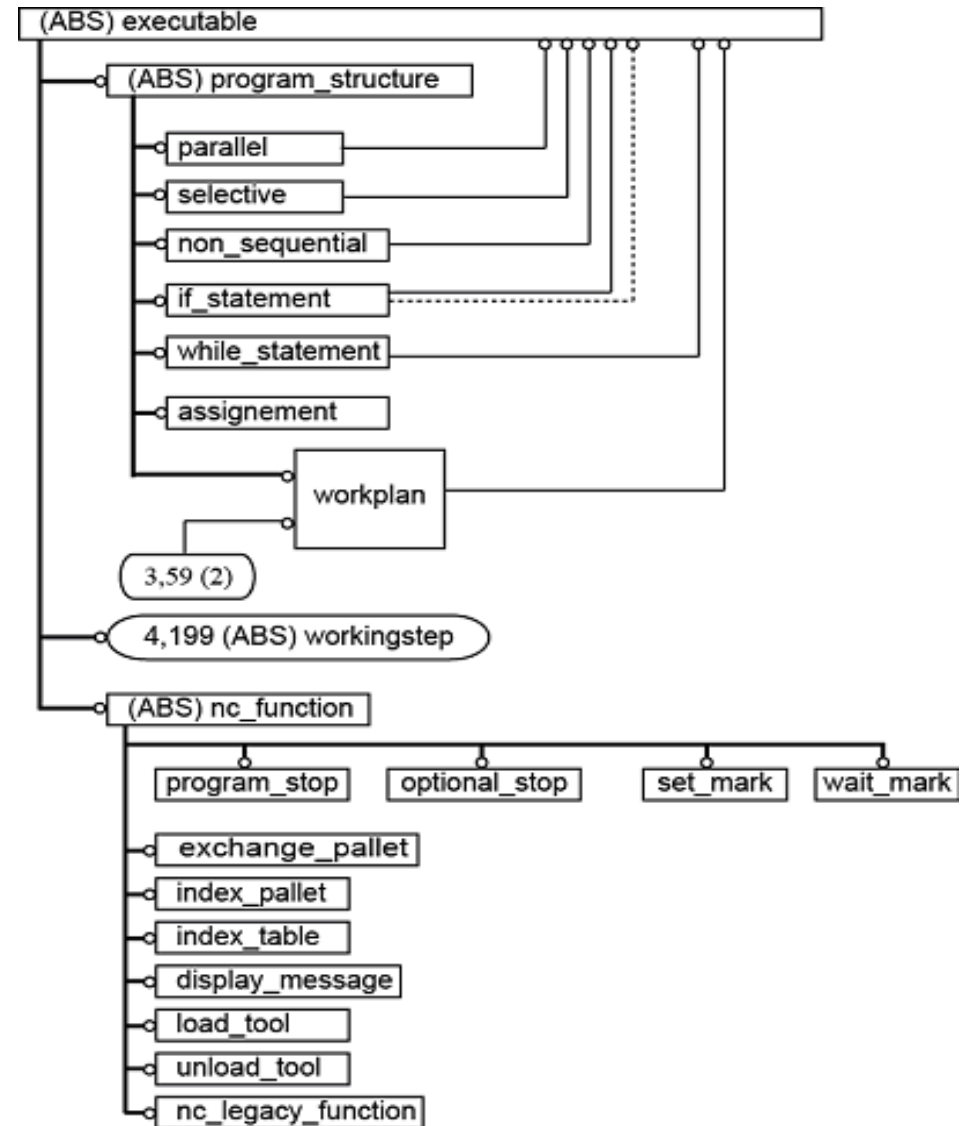 (ABS) executable
(ABS) program_structure
parallel
selective
non_sequential
if_statement
while_statement
assignement
workplan
3,59 (2)
4,199 (ABS) workingstep
(ABS) nc_function
program_stop
optional_stop
set_mark
wait_mark
exchange_pallet
index_pallet
index_table
display_message
load_tool
unload_tool
nc_legacy_function